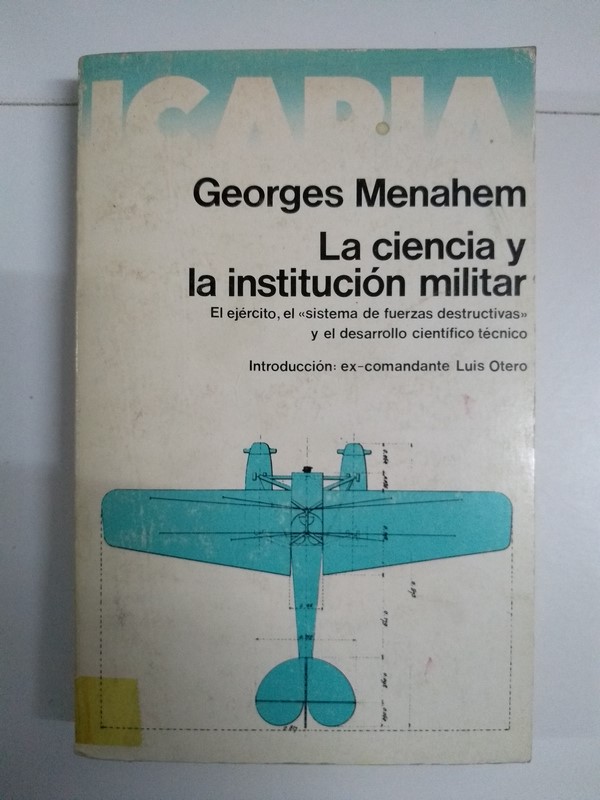 ICARIA
Georges Menahem
La ciencia y
la institución militar
El ejército, el «sistema de fuerzas destructivas»
y el desarrollo científico técnico
Introducción: ex-comandante Luis Otero